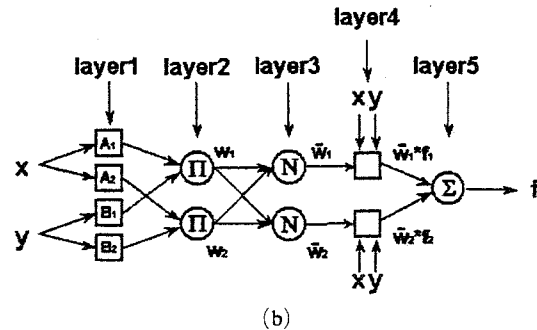 layer4
layer1 layer2 layer3 layer5
x y
A₁ w₁ w̄₁ w̄₁*f₁
x Π N
A₂ Σ f
B₁
y Π N
B₂ w₂ w̄₂ w̄₂*f₂
x y
(b)